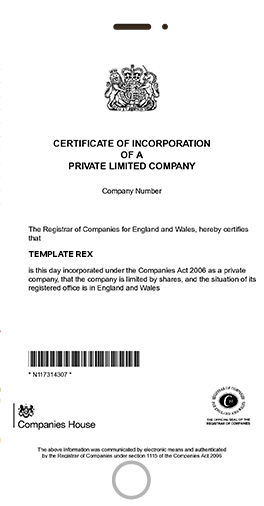 CERTIFICATE OF INCORPORATION
OF A
PRIVATE LIMITED COMPANY
Company Number
The Registrar of Companies for England and Wales, hereby certifies
that
TEMPLATE REX
is this day incorporated under the Companies Act 2006 as a private
company, that the company is limited by shares, and the situation of its
registered office is in England and Wales
* N117314307 *
Companies House
THE OFFICIAL SEAL OF THE
REGISTRAR OF COMPANIES
The above information was communicated by electronic means and authenticated
by the Registrar of Companies under section 1115 of the Companies Act 2006